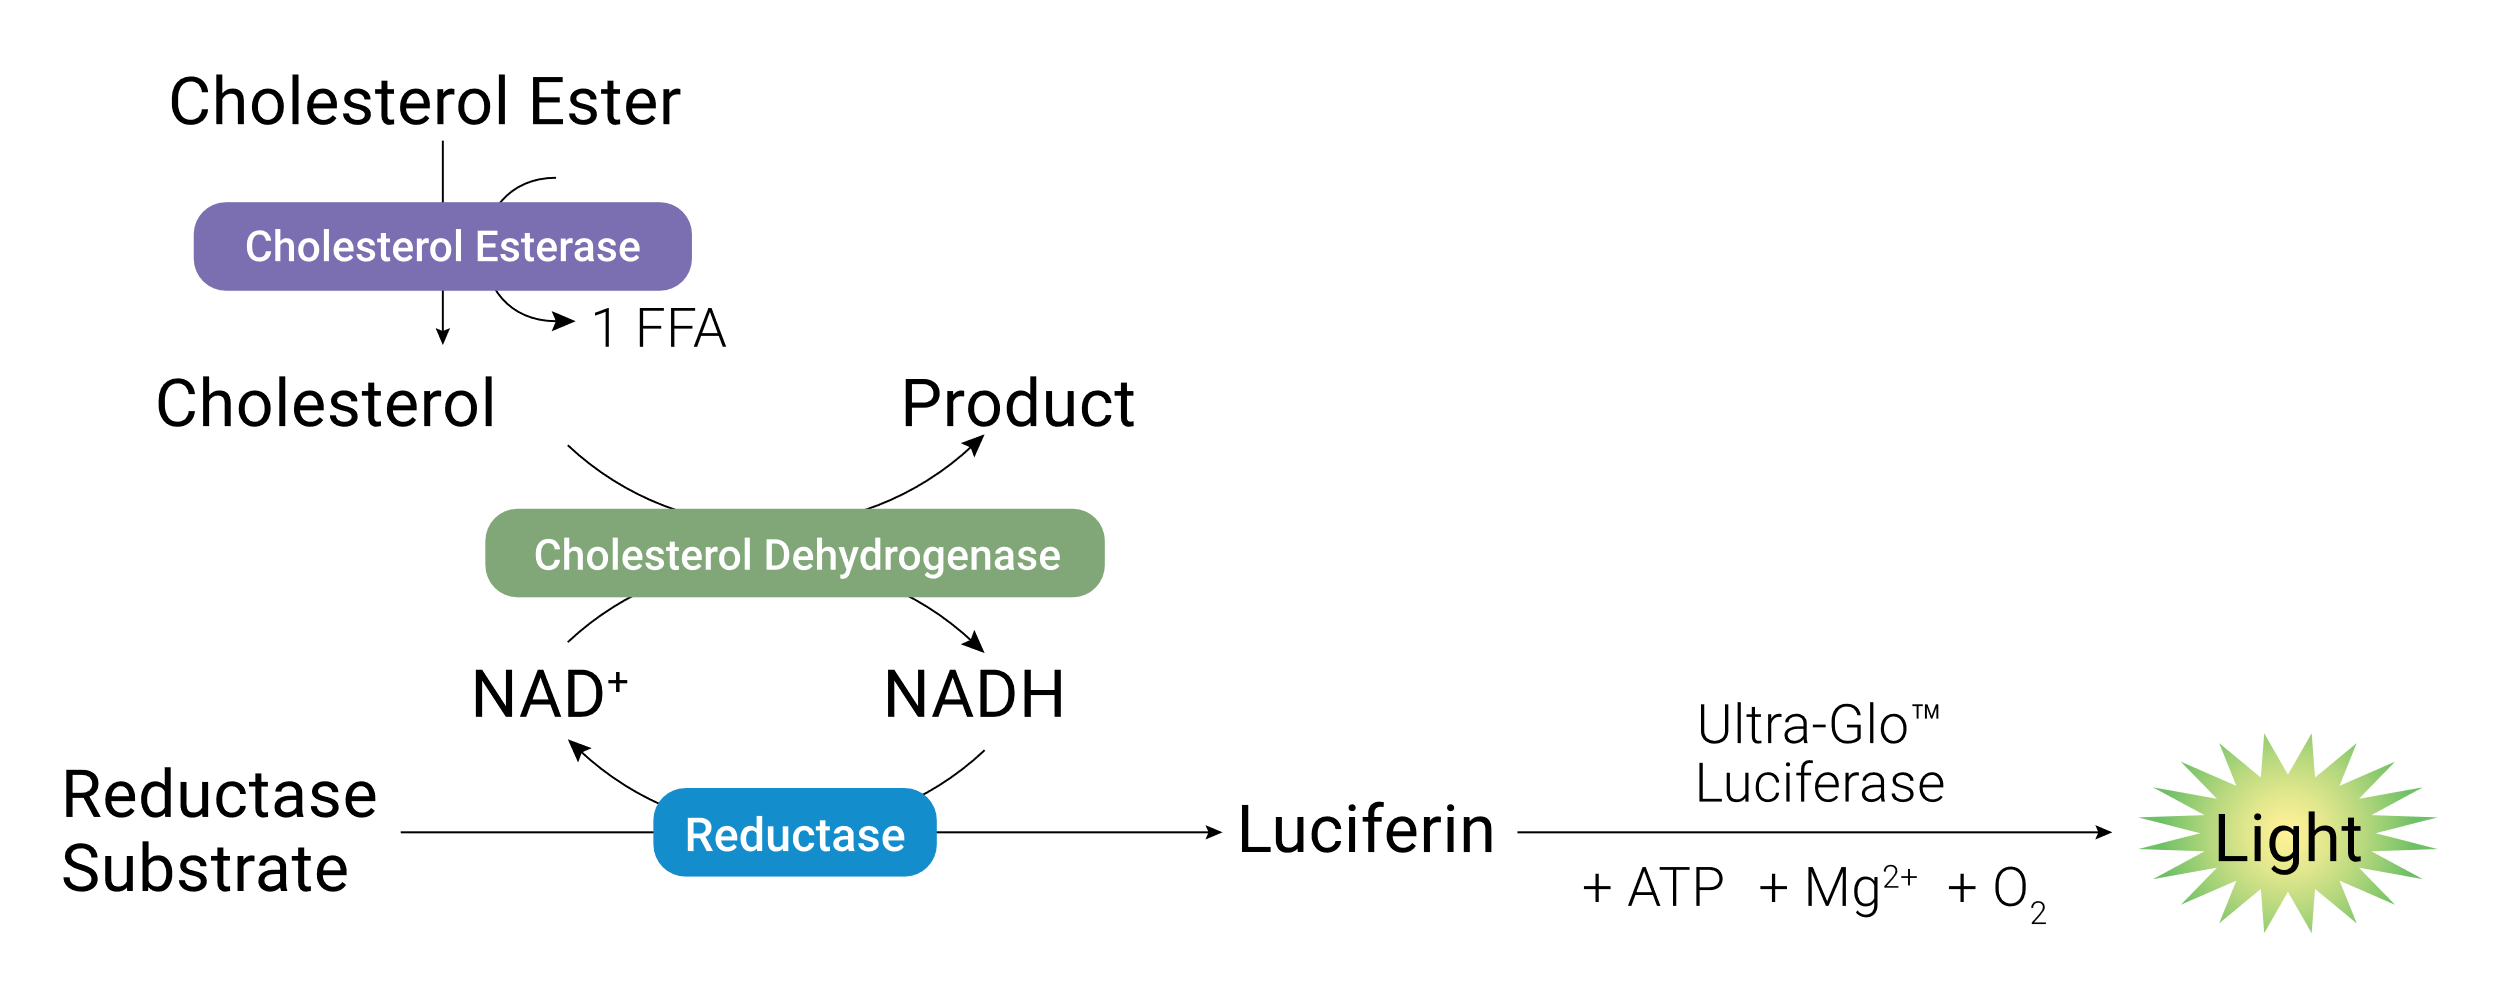 Cholesterol Ester
Cholesterol Esterase
1 FFA
Cholesterol
Product
Cholesterol Dehydrogenase
NAD⁺
NADH
Reductase
Substrate
Reductase
Luciferin
Ultra-Glo™
Luciferase
+ ATP + Mg²⁺ + O₂
Light